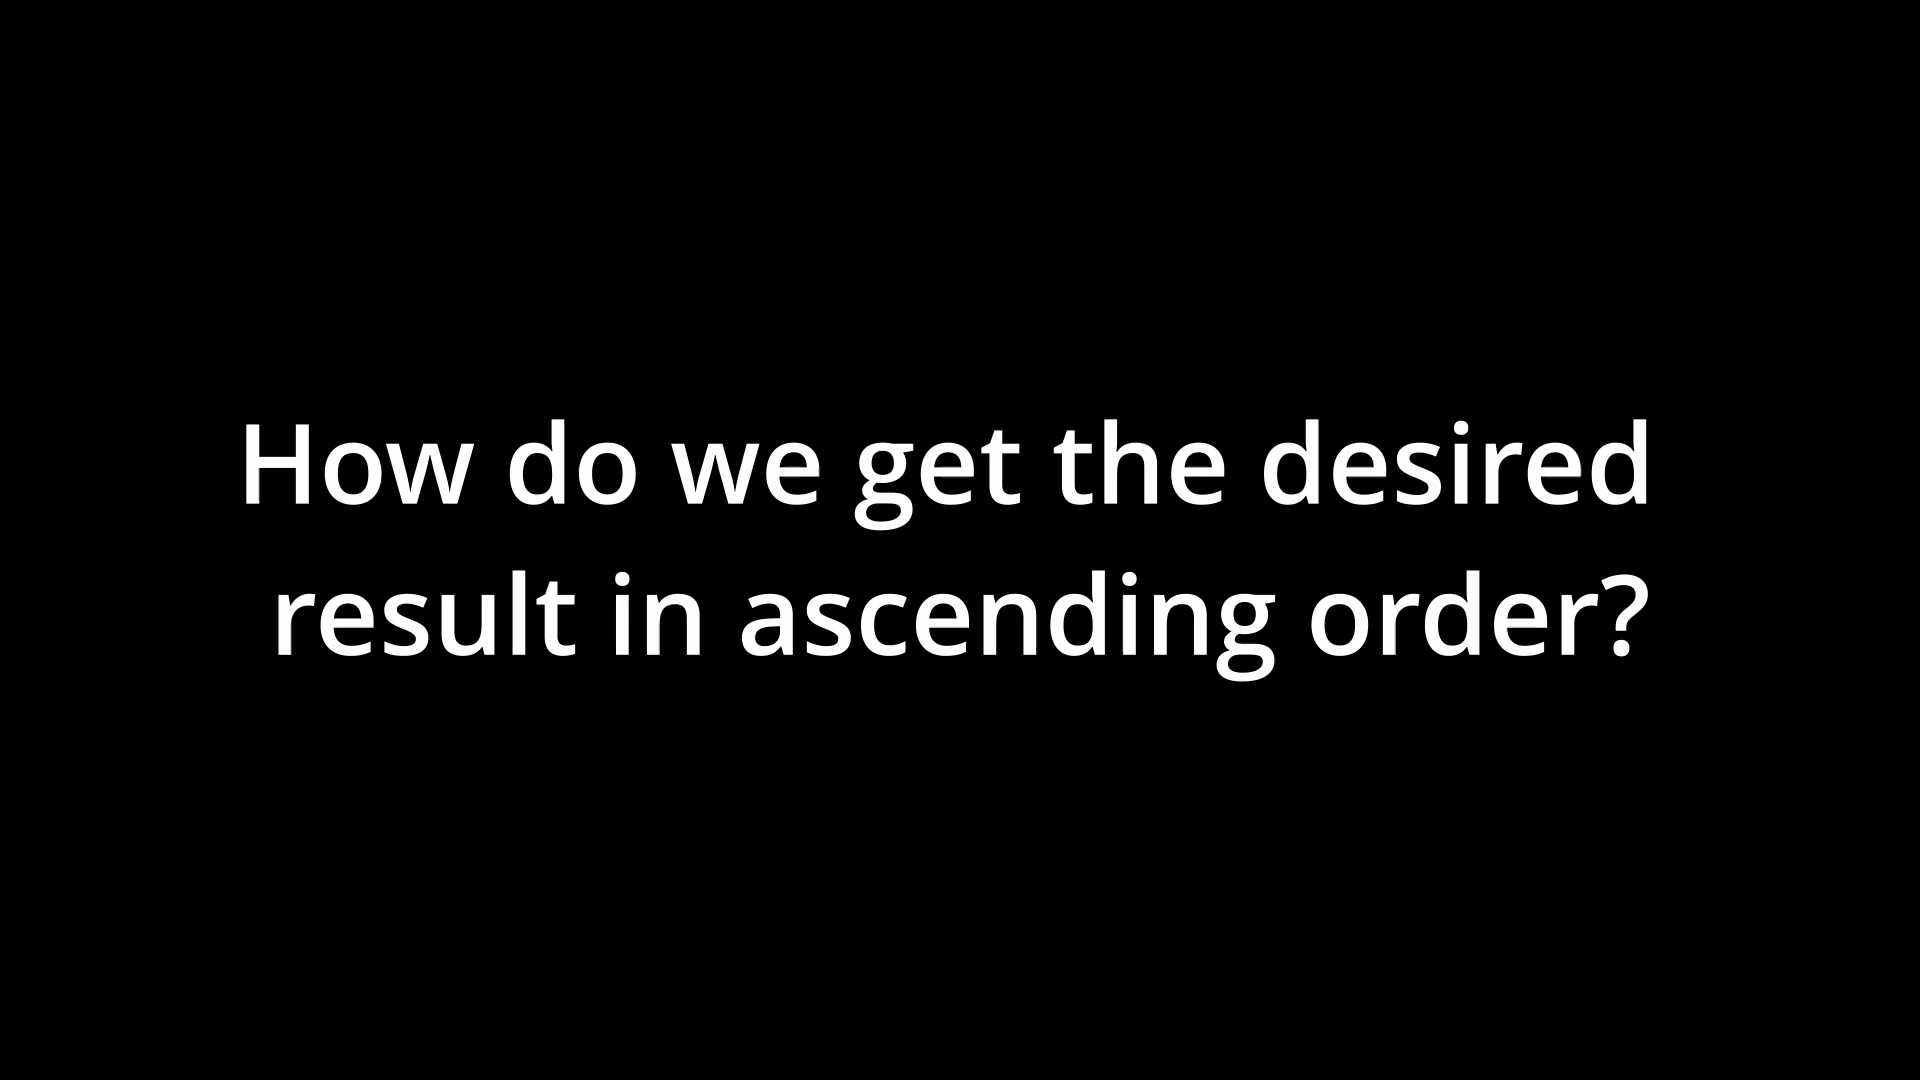 How do we get the desired
result in ascending order?